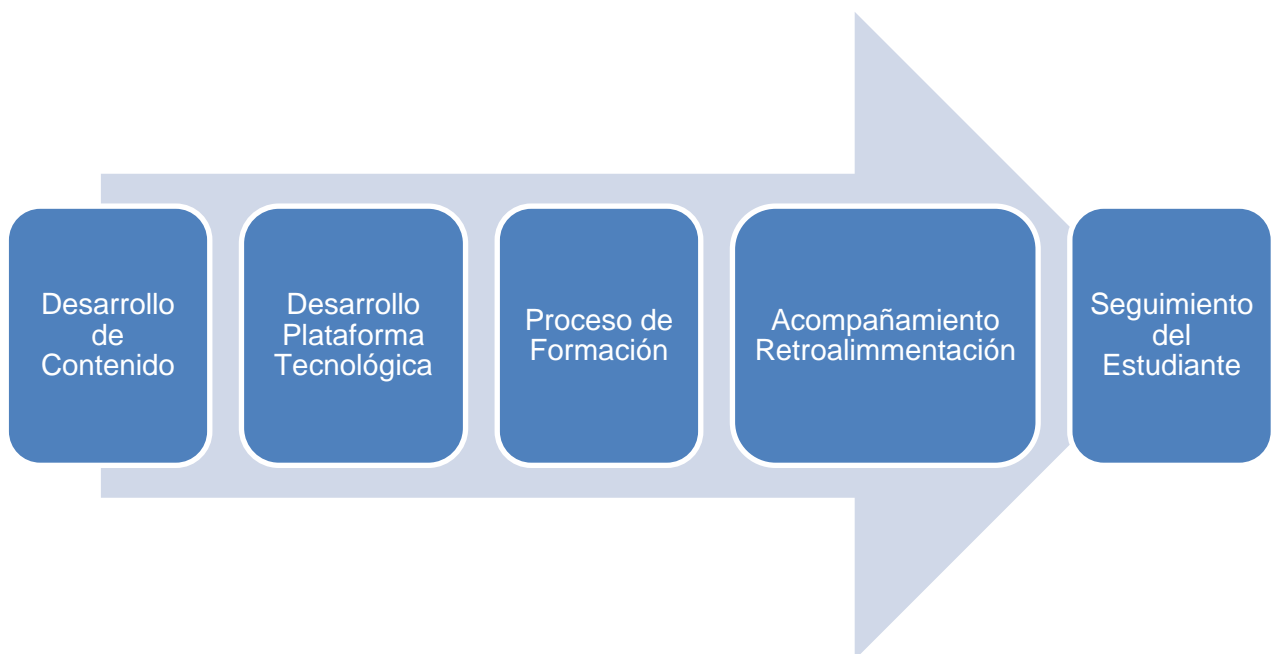 Desarrollo
de
Contenido
Desarrollo
Plataforma
Tecnológica
Proceso de
Formación
Acompañamiento
Retroalimmentación
Seguimiento
del
Estudiante